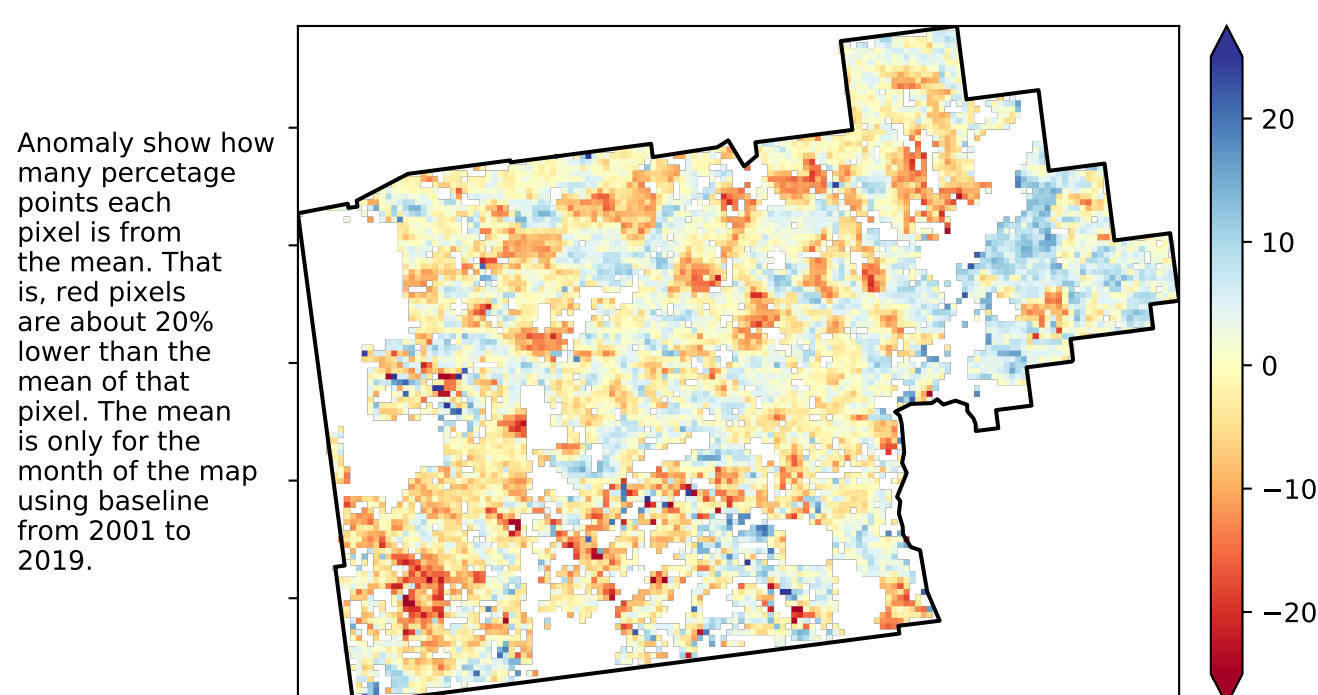 Anomaly show how
many percetage
points each
pixel is from
the mean. That
is, red pixels
are about 20%
lower than the
mean of that
pixel. The mean
is only for the
month of the map
using baseline
from 2001 to
2019.
20
10
0
−10
−20